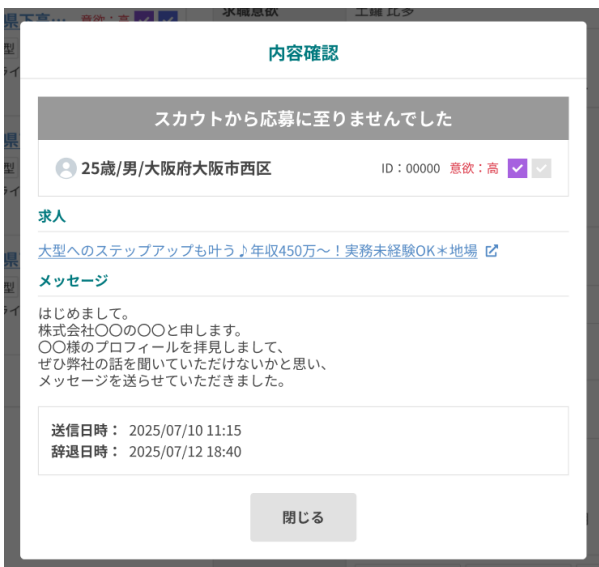 求職意欲
意欲：高
内容確認
スカウトから応募に至りませんでした
25歳/男/大阪府大阪市西区
ID：00000 意欲：高
求人
大型へのステップアップも叶う♪年収450万〜！実務未経験OK＊地場
メッセージ
はじめまして。
株式会社〇〇の〇〇と申します。
〇〇様のプロフィールを拝見しまして、
ぜひ弊社の話を聞いていただけないかと思い、
メッセージを送らせていただきました。
送信日時： 2025/07/10 11:15
辞退日時： 2025/07/12 18:40
閉じる